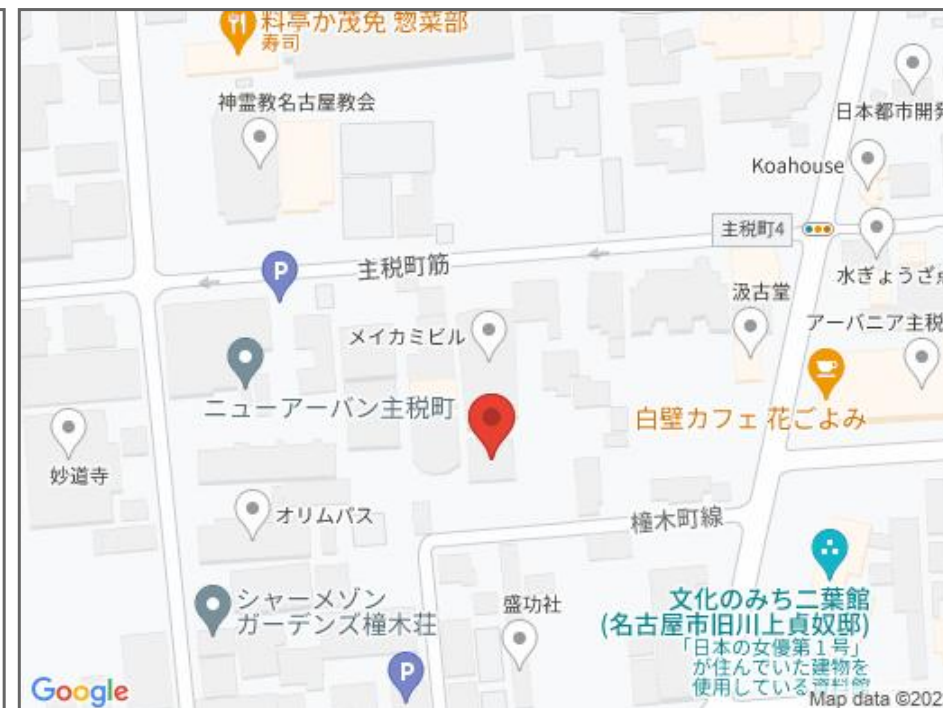 料亭か茂免 惣菜部
寿司
神霊教名古屋教会
日本都市開発
Koahouse
主税町4
主税町筋
P
水ぎょうざ
汲古堂
メイカミビル
アーバニア主税
ニューアーバン主税町
白壁カフェ 花ごよみ
妙道寺
オリムパス
橦木町線
シャーメゾン
ガーデンズ橦木荘
盛功社
文化のみち二葉館
(名古屋市旧川上貞奴邸)
「日本の女優第1号」
が住んでいた建物を
使用している資料館
P
Google
Map data ©202